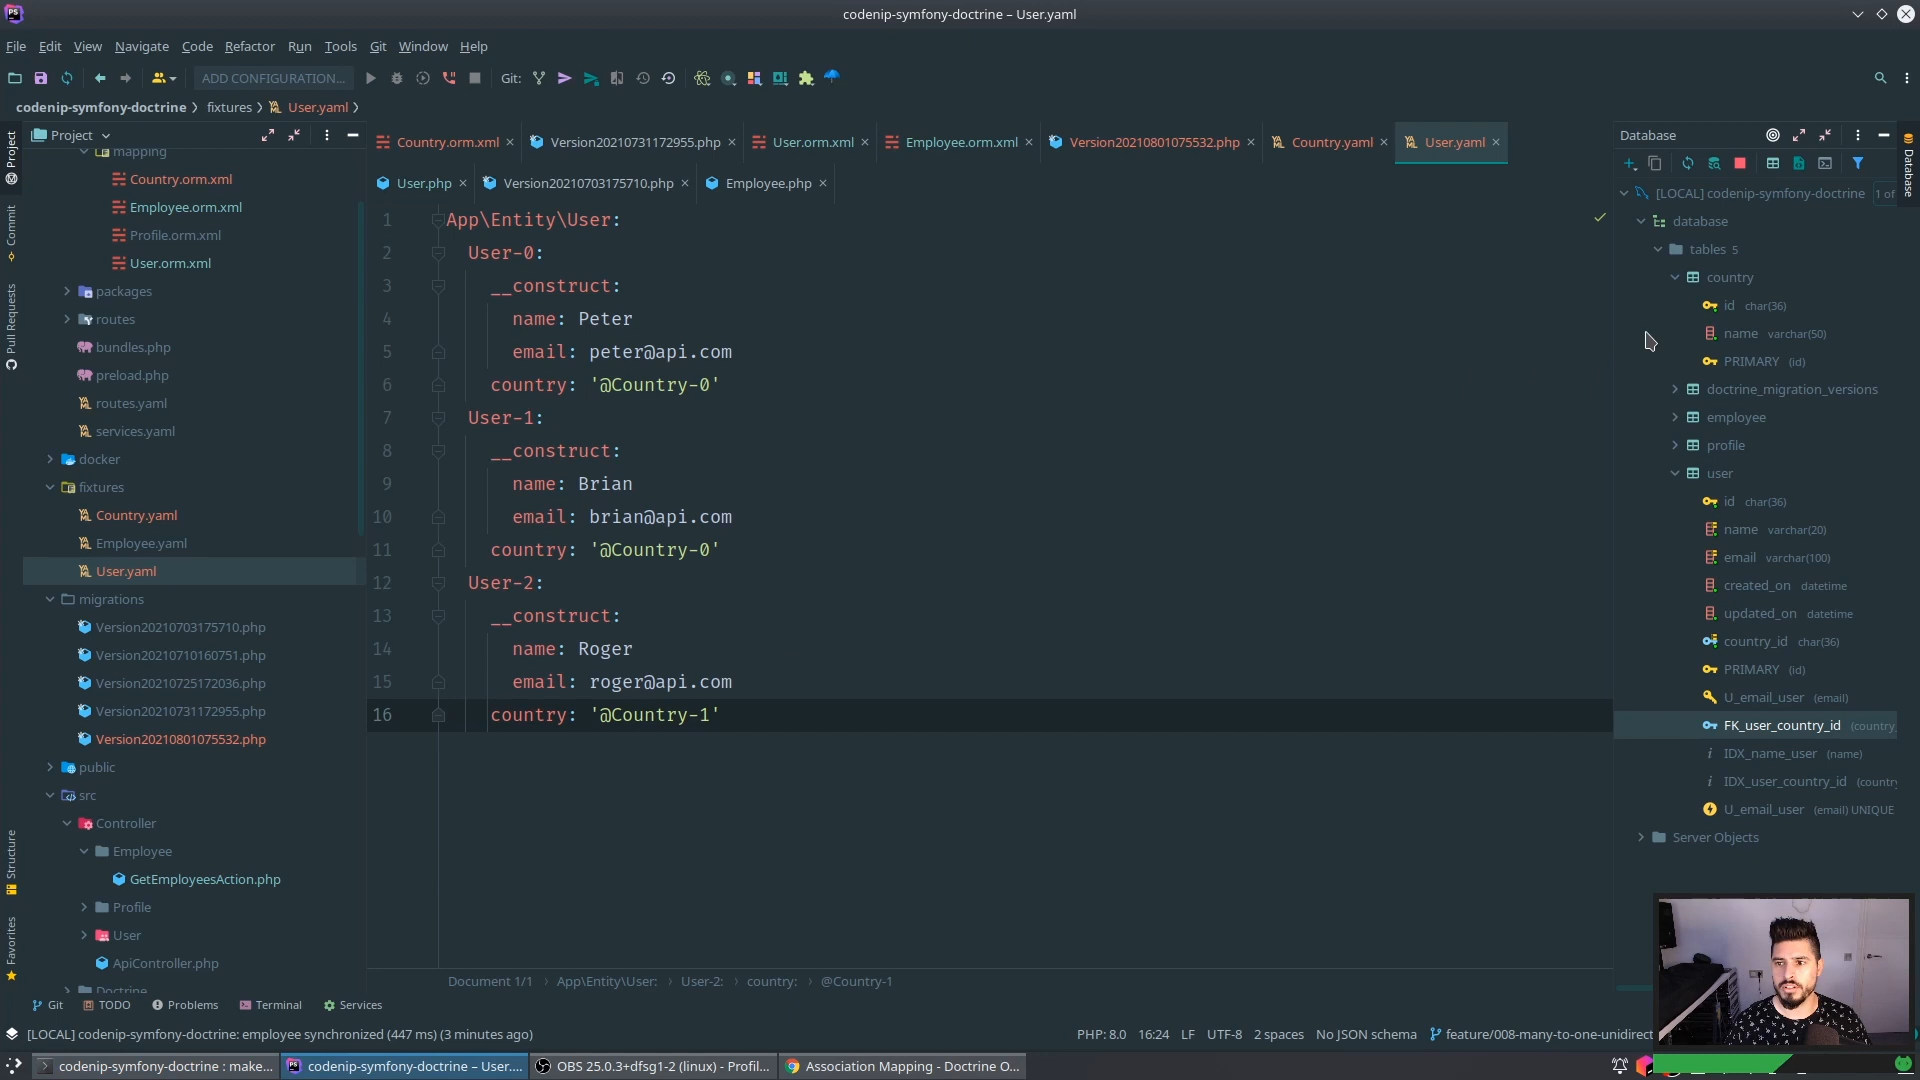 codenip-symfony-doctrine – User.yaml
File Edit View Navigate Code Refactor Run Tools Git Window Help
ADD CONFIGURATION... Git:
codenip-symfony-doctrine fixtures User.yaml
Project
Country.orm.xml Version20210731172955.php User.orm.xml Employee.orm.xml Version20210801075532.php Country.yaml User.yaml
User.php Version20210703175710.php Employee.php
Project
Commit
Pull Requests
Structure
Favorites
mapping
Country.orm.xml
Employee.orm.xml
Profile.orm.xml
User.orm.xml
packages
routes
bundles.php
preload.php
routes.yaml
services.yaml
docker
fixtures
Country.yaml
Employee.yaml
User.yaml
migrations
Version20210703175710.php
Version20210710160751.php
Version20210725172036.php
Version20210731172955.php
Version20210801075532.php
public
src
Controller
Employee
GetEmployeesAction.php
Profile
User
ApiController.php
Doctrine
1 App\Entity\User:
2 User-0:
3 __construct:
4 name: Peter
5 email: peter@api.com
6 country: '@Country-0'
7 User-1:
8 __construct:
9 name: Brian
10 email: brian@api.com
11 country: '@Country-0'
12 User-2:
13 __construct:
14 name: Roger
15 email: roger@api.com
16 country: '@Country-1'
Document 1/1 App\Entity\User: User-2: country: @Country-1
Database
Database
[LOCAL] codenip-symfony-doctrine 1 of
database
tables 5
country
id char(36)
name varchar(50)
PRIMARY (id)
doctrine_migration_versions
employee
profile
user
id char(36)
name varchar(20)
email varchar(100)
created_on datetime
updated_on datetime
country_id char(36)
PRIMARY (id)
U_email_user (email)
FK_user_country_id (country
IDX_name_user (name)
IDX_user_country_id (country
U_email_user (email) UNIQUE
Server Objects
Git TODO Problems Terminal Services
[LOCAL] codenip-symfony-doctrine: employee synchronized (447 ms) (3 minutes ago)
PHP: 8.0 16:24 LF UTF-8 2 spaces No JSON schema feature/008-many-to-one-unidirect
codenip-symfony-doctrine : make... codenip-symfony-doctrine – User.... OBS 25.0.3+dfsg1-2 (linux) - Profil... Association Mapping - Doctrine O...